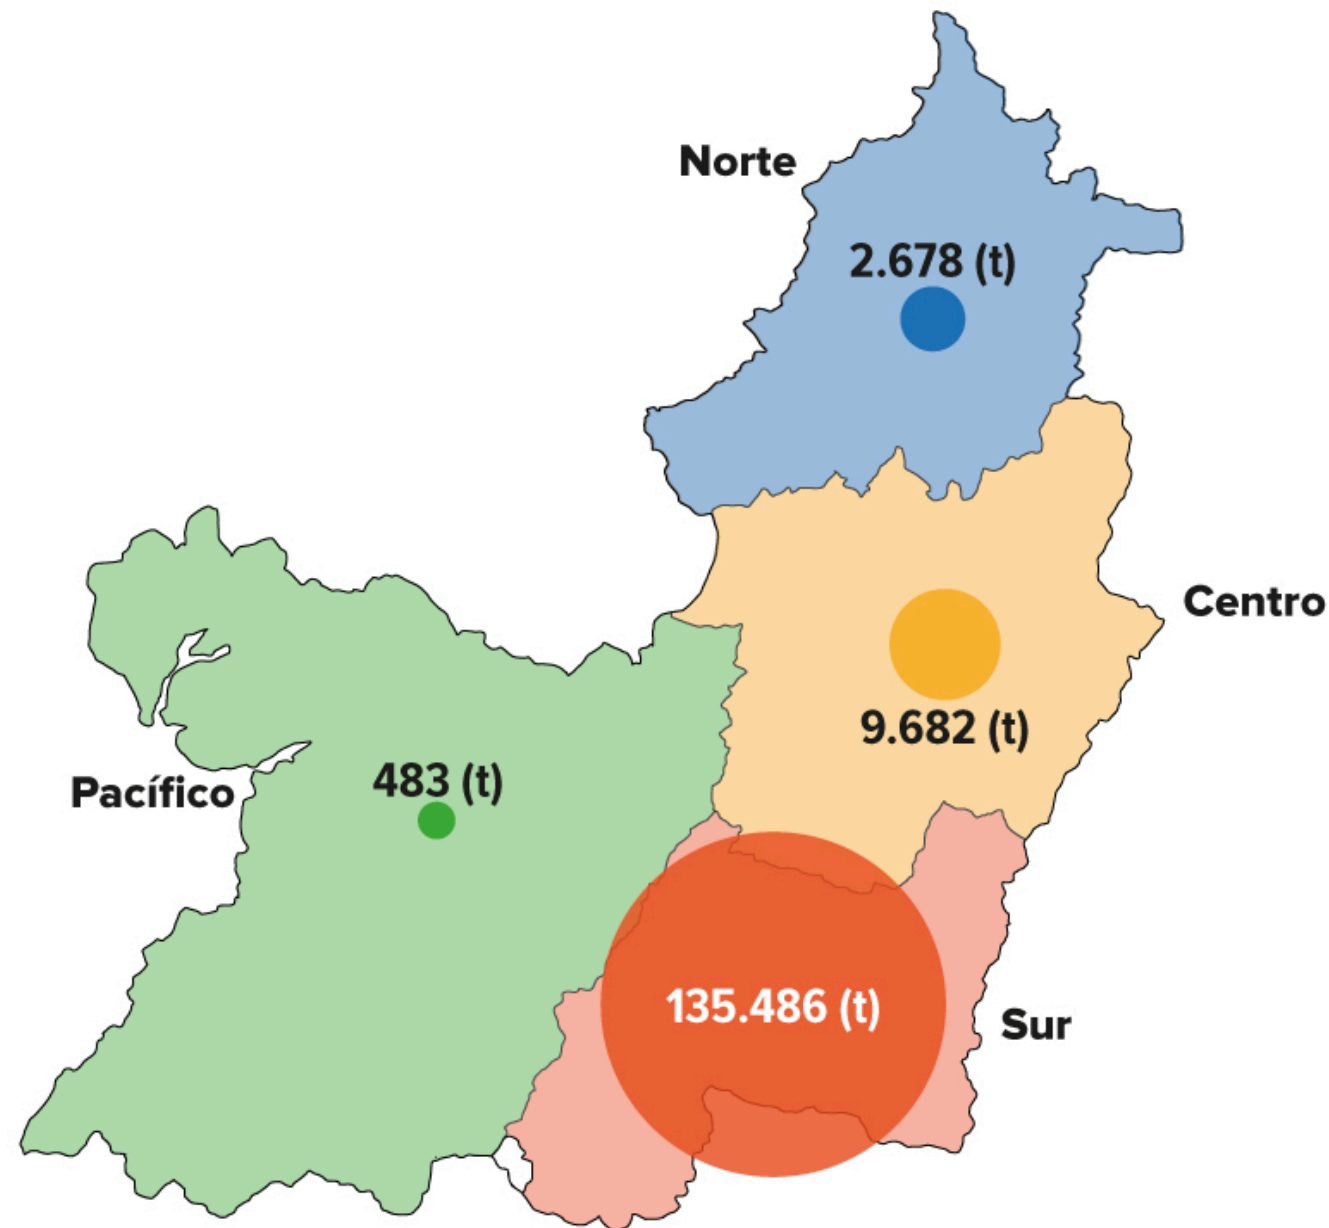 Norte
2.678 (t)
Centro
9.682 (t)
Pacífico
483 (t)
135.486 (t)
Sur